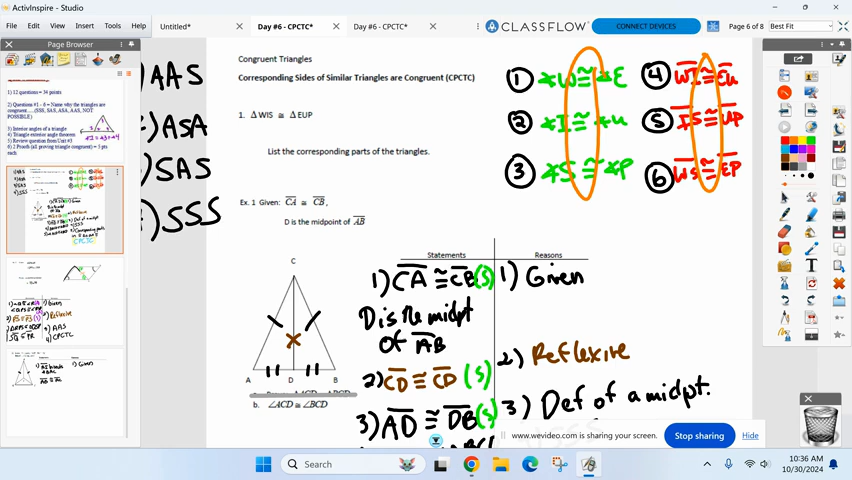 ActivInspire - Studio
File Edit View Insert Tools Help
Untitled*
Day #6 - CPCTC*
Day #6 - CPCTC*
CLASSFLOW
CONNECT DEVICES
Page 6 of 8
Best Fit
Page Browser
1) 12 questions = 34 points
2) Questions #1 - 6 = Name why the triangles are
congruent.....(SSS, SAS, ASA, AAS, NOT
POSSIBLE)
3) Interior angles of a triangle
4) Triangle exterior angle theorem
5) Review question from Unit #3
6) 2 Proofs (all proving triangle congruent) = 5 pts
each
)AAS
)ASA
)SAS
)SSS
Congruent Triangles
Corresponding Sides of Similar Triangles are Congruent (CPCTC)
1. Δ WIS ≅ Δ EUP
List the corresponding parts of the triangles.
① ∡W ≅ ∡E
② ∡I ≅ ∡U
③ ∡S ≅ ∡P
④ WI ≅ EU
⑤ IS ≅ UP
⑥ WS ≅ EP
Ex. 1 Given: CA ≅ CB,
D is the midpoint of AB
Statements Reasons
C
A D B
b. ∠ACD ≅ ∠BCD
1) CA ≅ CB (S) 1) Given
D is the midpt
of AB
2) CD ≅ CD (S) 2) Reflexive
3) AD ≅ DB (S) 3) Def of a midpt.
www.wevideo.com is sharing your screen.
Stop sharing
Hide
Search
10:36 AM
10/30/2024